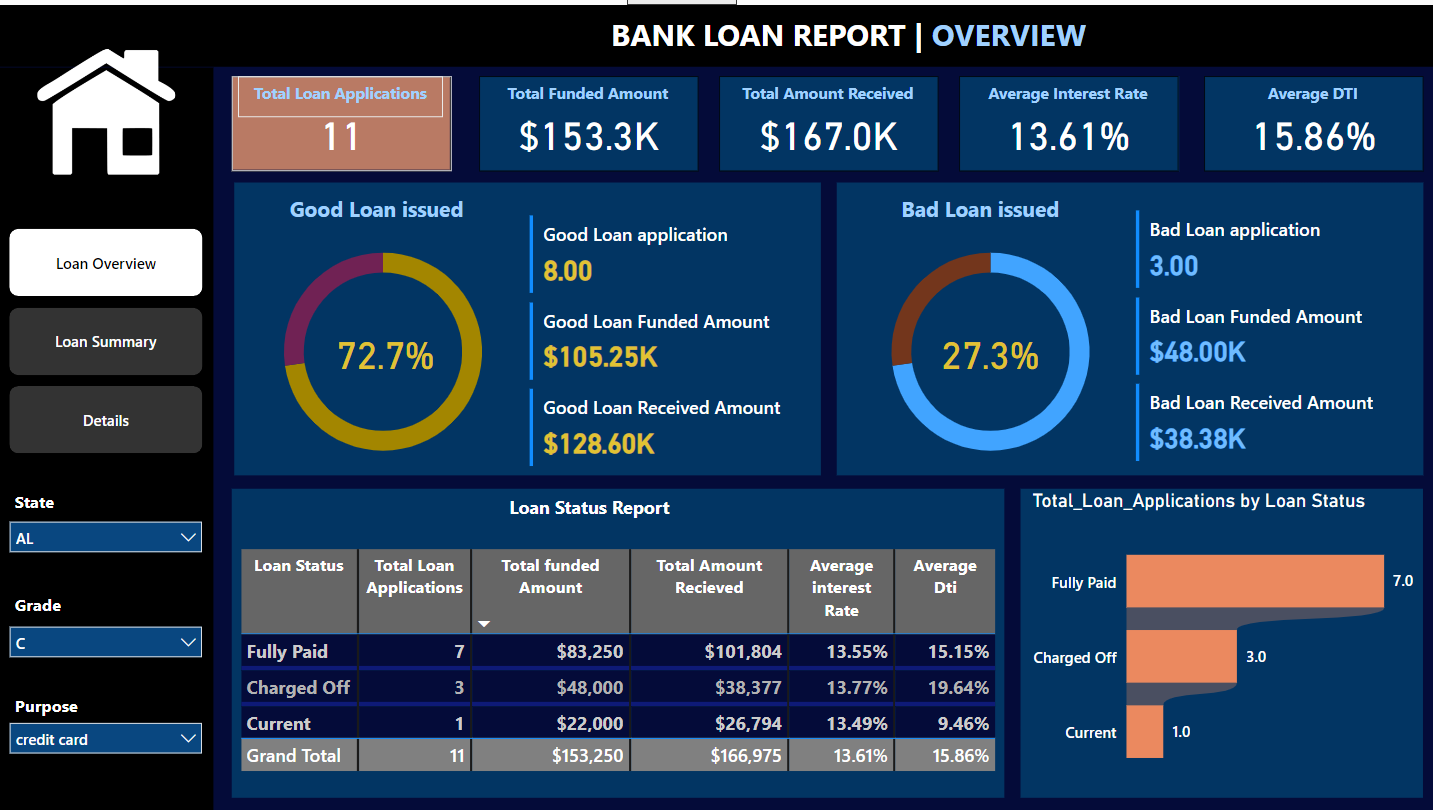 BANK LOAN REPORT | OVERVIEW
Total Loan Applications
11
Total Funded Amount
$153.3K
Total Amount Received
$167.0K
Average Interest Rate
13.61%
Average DTI
15.86%
Loan Overview
Loan Summary
Details
State
AL
Grade
C
Purpose
credit card
Good Loan issued
72.7%
Good Loan application
8.00
Good Loan Funded Amount
$105.25K
Good Loan Received Amount
$128.60K
Bad Loan issued
27.3%
Bad Loan application
3.00
Bad Loan Funded Amount
$48.00K
Bad Loan Received Amount
$38.38K
Loan Status Report
Loan Status Total Loan Applications Total funded Amount Total Amount Recieved Average interest Rate Average Dti
Fully Paid 7 $83,250 $101,804 13.55% 15.15%
Charged Off 3 $48,000 $38,377 13.77% 19.64%
Current 1 $22,000 $26,794 13.49% 9.46%
Grand Total 11 $153,250 $166,975 13.61% 15.86%
Total_Loan_Applications by Loan Status
Fully Paid 7.0
Charged Off 3.0
Current 1.0